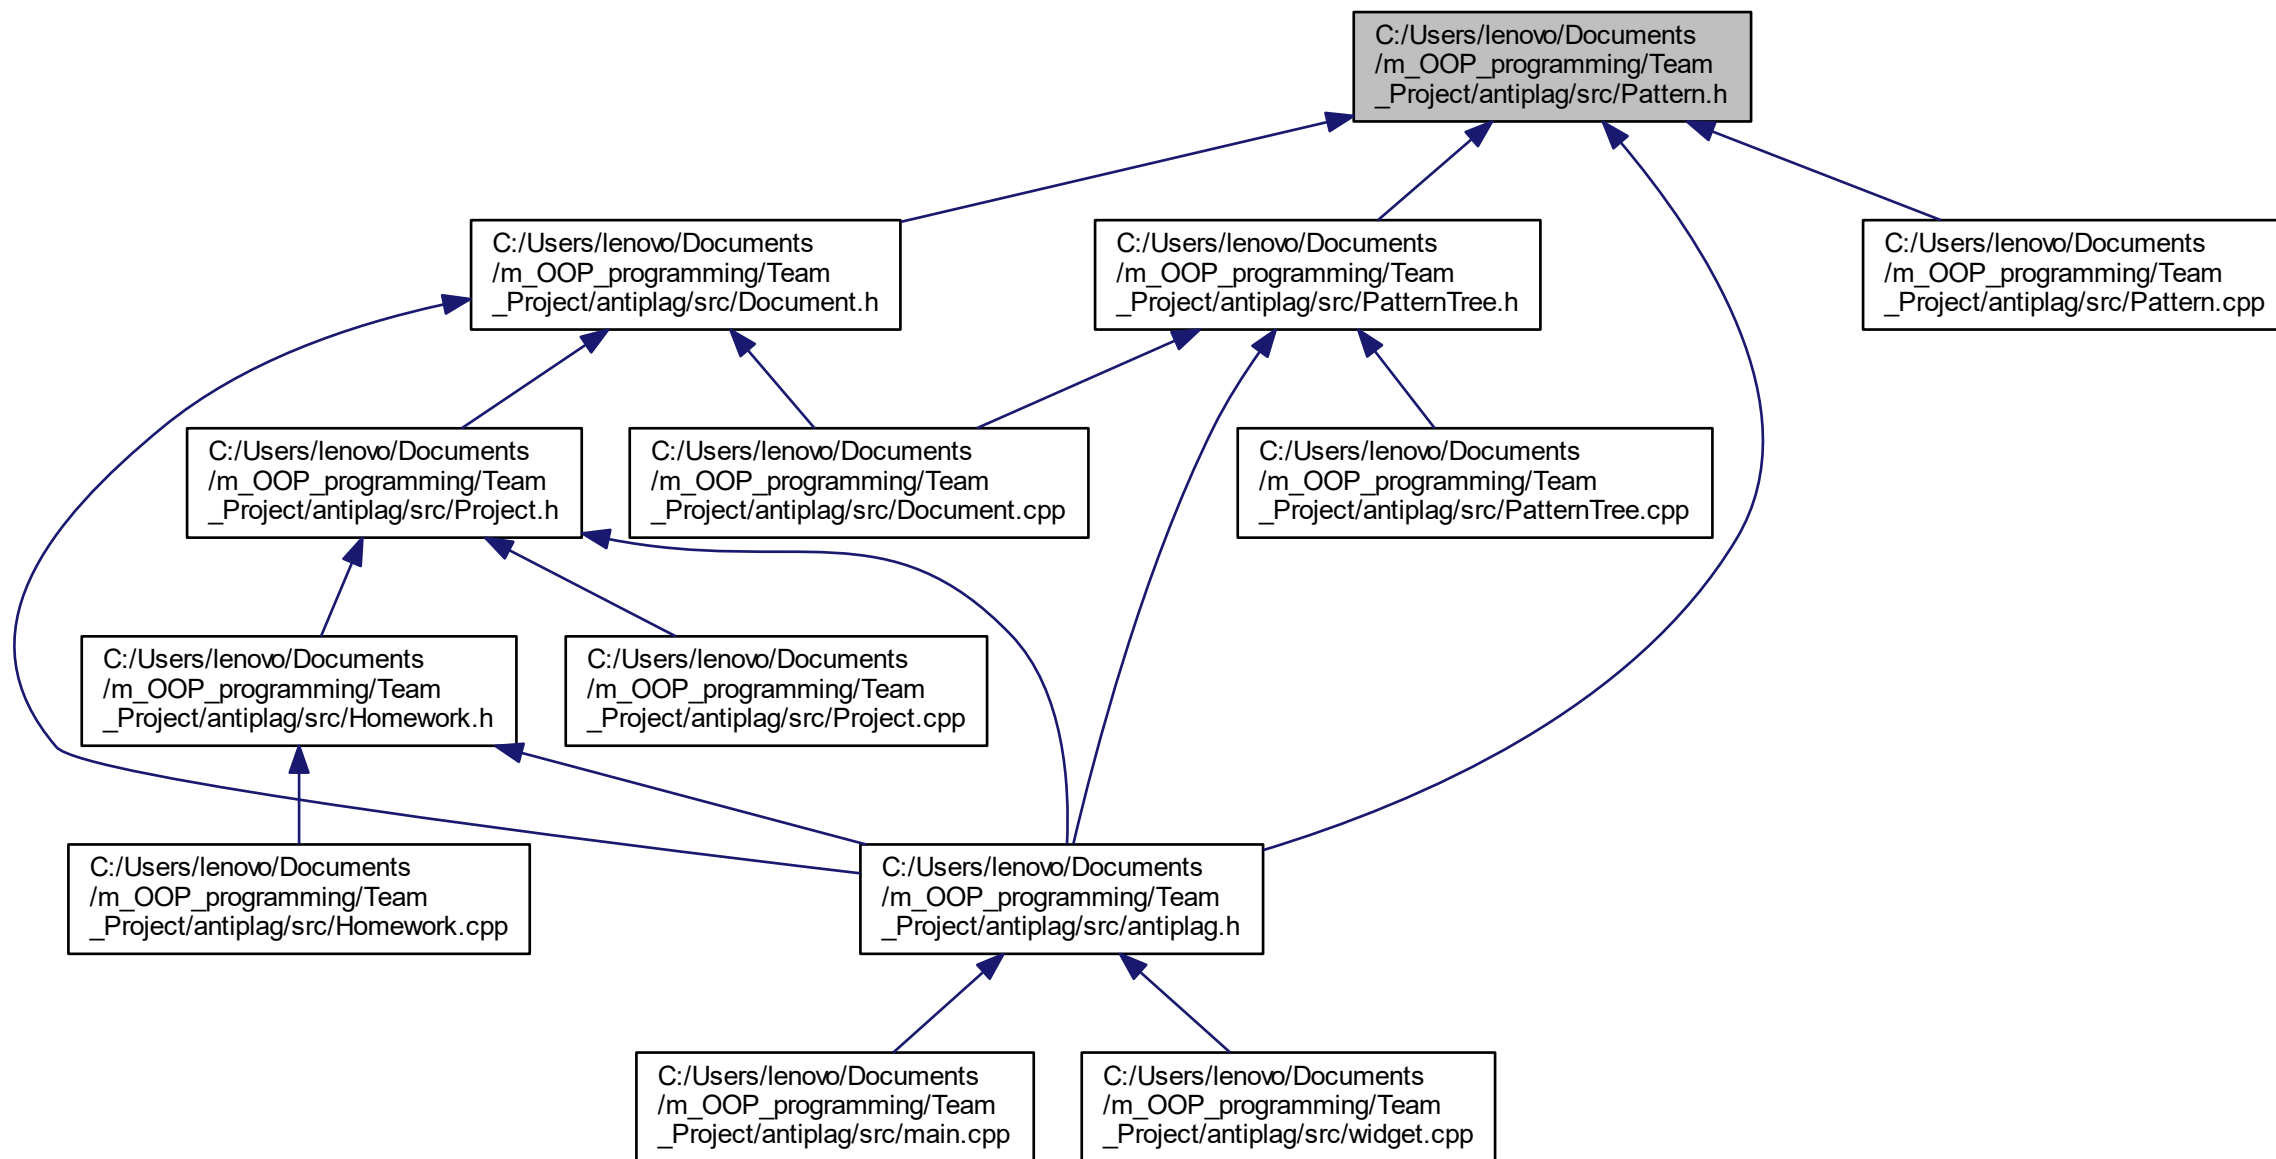 C:/Users/lenovo/Documents
/m_OOP_programming/Team
_Project/antiplag/src/Pattern.h
C:/Users/lenovo/Documents
/m_OOP_programming/Team
_Project/antiplag/src/Document.h
C:/Users/lenovo/Documents
/m_OOP_programming/Team
_Project/antiplag/src/PatternTree.h
C:/Users/lenovo/Documents
/m_OOP_programming/Team
_Project/antiplag/src/Pattern.cpp
C:/Users/lenovo/Documents
/m_OOP_programming/Team
_Project/antiplag/src/Project.h
C:/Users/lenovo/Documents
/m_OOP_programming/Team
_Project/antiplag/src/Document.cpp
C:/Users/lenovo/Documents
/m_OOP_programming/Team
_Project/antiplag/src/PatternTree.cpp
C:/Users/lenovo/Documents
/m_OOP_programming/Team
_Project/antiplag/src/Homework.h
C:/Users/lenovo/Documents
/m_OOP_programming/Team
_Project/antiplag/src/Project.cpp
C:/Users/lenovo/Documents
/m_OOP_programming/Team
_Project/antiplag/src/Homework.cpp
C:/Users/lenovo/Documents
/m_OOP_programming/Team
_Project/antiplag/src/antiplag.h
C:/Users/lenovo/Documents
/m_OOP_programming/Team
_Project/antiplag/src/main.cpp
C:/Users/lenovo/Documents
/m_OOP_programming/Team
_Project/antiplag/src/widget.cpp